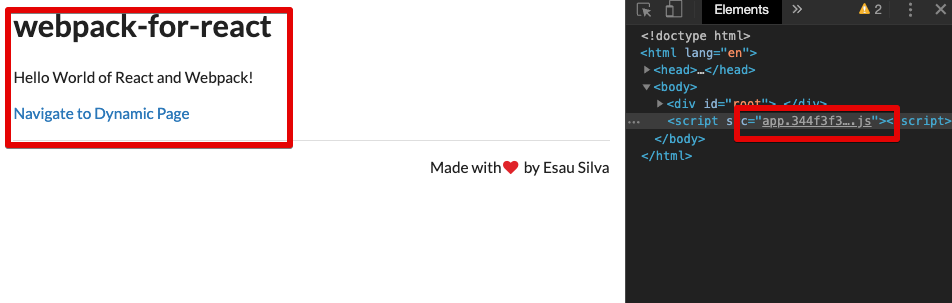 webpack-for-react
Hello World of React and Webpack!
Navigate to Dynamic Page
Made with❤ by Esau Silva
Elements » 2
<!doctype html>
<html lang="en">
<head>…</head>
<body>
<div id="root"> </div>
… <script s c="app.344f3f3….js">< script>
</body>
</html>